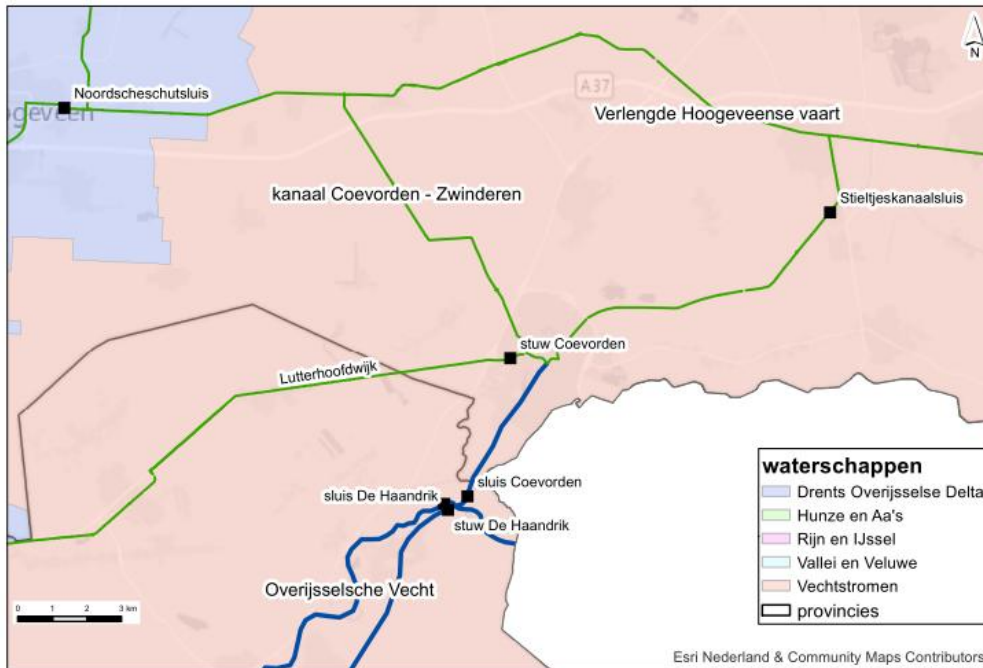 N
Noordscheschutsluis
ogeveen
A37
Verlengde Hoogeveense vaart
kanaal Coevorden - Zwinderen
Stieltjeskanaalsluis
stuw Coevorden
Lutterhoofdwijk
sluis Coevorden
sluis De Haandrik
stuw De Haandrik
Overijsselsche Vecht
0 1 2 3 km
waterschappen
Drents Overijsselse Delta
Hunze en Aa's
Rijn en IJssel
Vallei en Veluwe
Vechtstromen
provincies
Esri Nederland & Community Maps Contributors